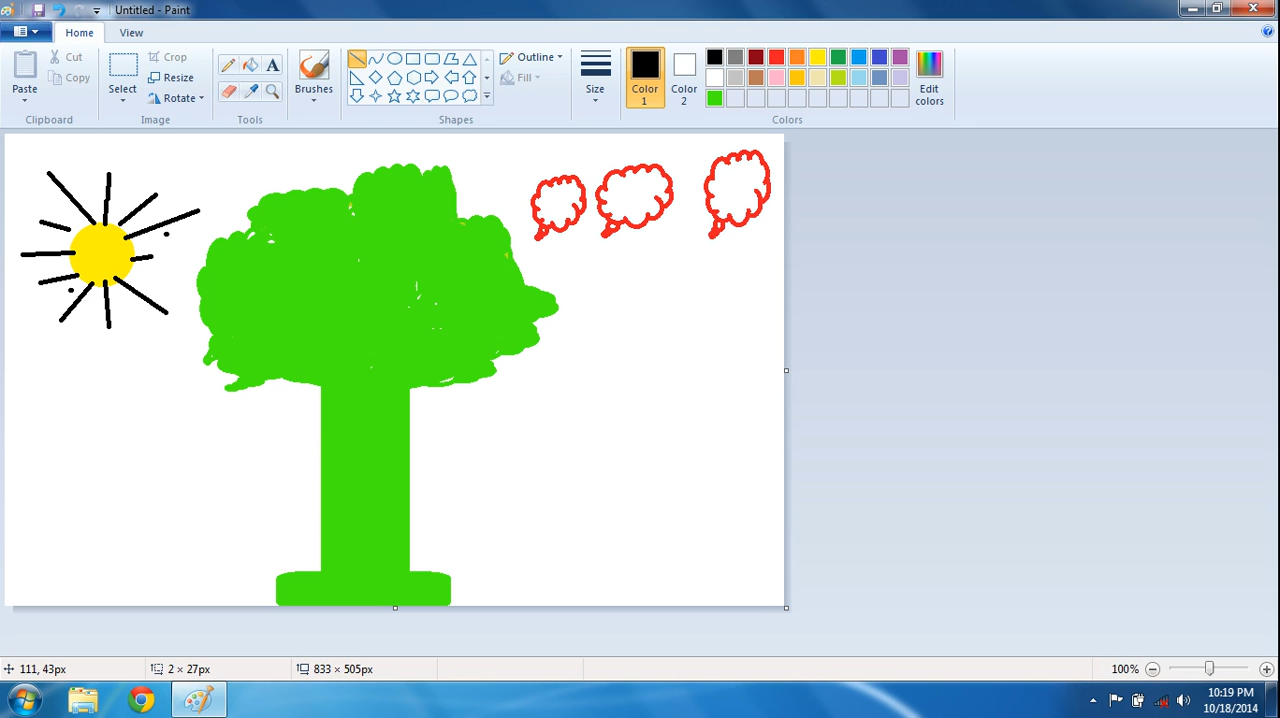 Untitled - Paint
Home View
Paste
Cut
Copy
Clipboard
Select
Crop
Resize
Rotate
Image
A
Tools
Brushes
Outline
Fill
Shapes
Size
Color 1
Color 2
Edit colors
Colors
111, 43px 2 × 27px 833 × 505px 100%
10:19 PM
10/18/2014